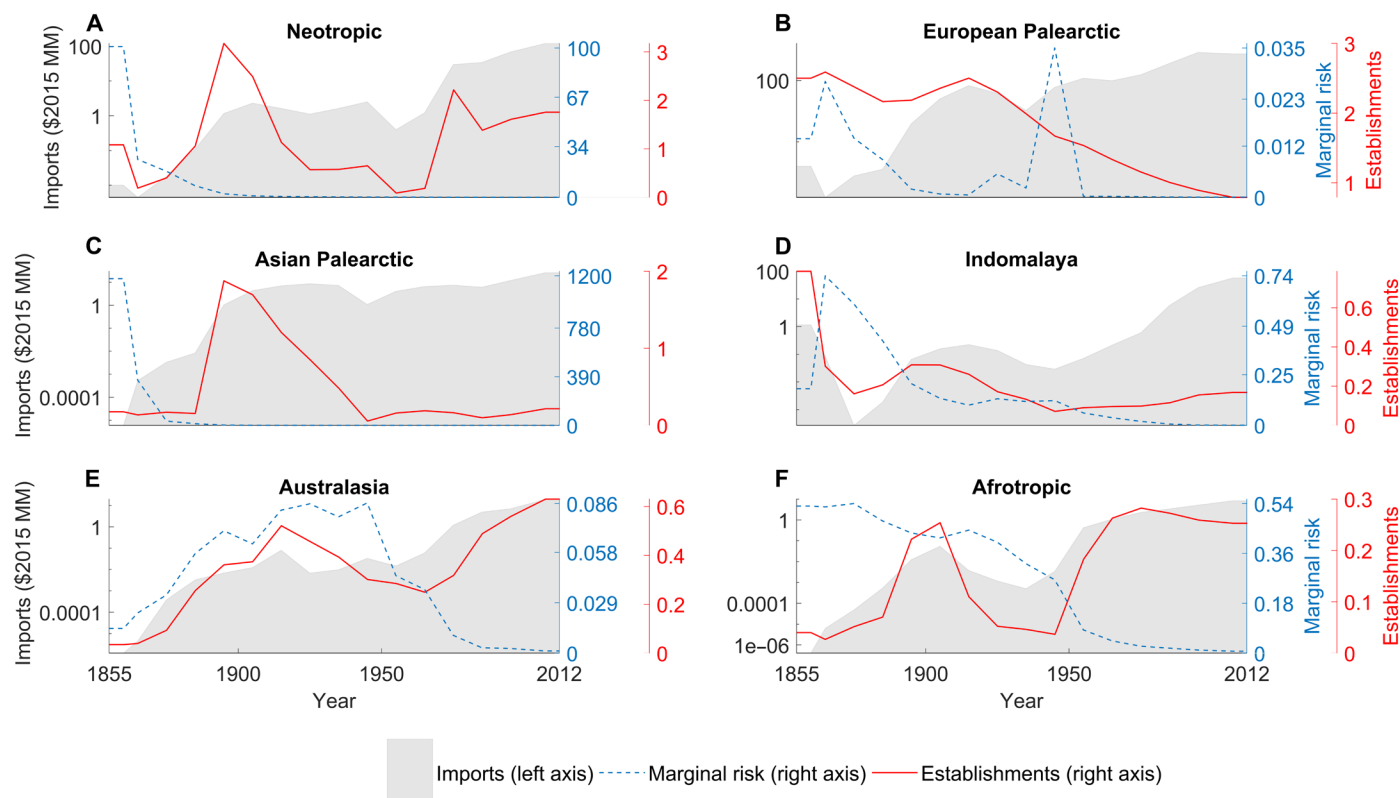 A
Neotropic
Imports ($2015 MM)
100
1
100
67
34
0
3
2
1
0
B
European Palearctic
100
0.035
0.023
0.012
0
Marginal risk
3
2
1
Establishments
C
Asian Palearctic
Imports ($2015 MM)
1
0.0001
1200
780
390
0
2
1
0
D
Indomalaya
100
1
0.74
0.49
0.25
0
Marginal risk
0.6
0.4
0.2
0
Establishments
E
Australasia
Imports ($2015 MM)
1
0.0001
0.086
0.058
0.029
0
0.6
0.4
0.2
0
1855
1900
1950
2012
Year
F
Afrotropic
1
0.0001
1e-06
0.54
0.36
0.18
0
Marginal risk
0.3
0.2
0.1
0
Establishments
1855
1900
1950
2012
Year
Imports (left axis)
Marginal risk (right axis)
Establishments (right axis)